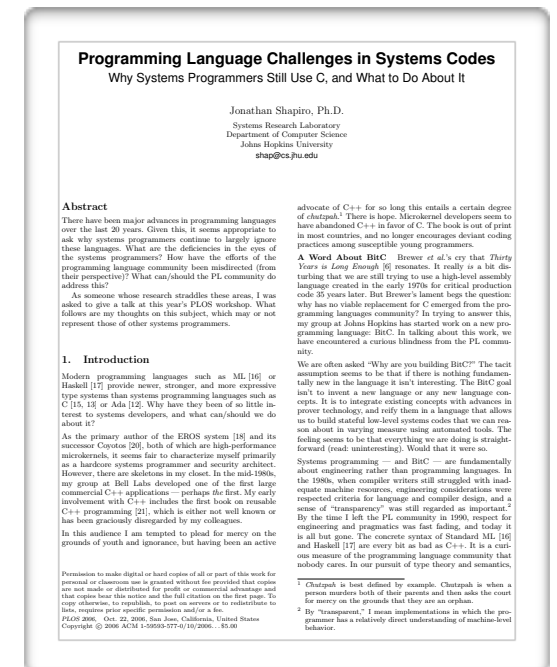 Programming Language Challenges in Systems Codes
Why Systems Programmers Still Use C, and What to Do About It
Jonathan Shapiro, Ph.D.
Systems Research Laboratory
Department of Computer Science
Johns Hopkins University
shap@cs.jhu.edu
Abstract
There have been major advances in programming languages
over the last 20 years. Given this, it seems appropriate to
ask why systems programmers continue to largely ignore
these languages. What are the deficiencies in the eyes of
the systems programmers? How have the efforts of the
programming language community been misdirected (from
their perspective)? What can/should the PL community do
address this?
As someone whose research straddles these areas, I was
asked to give a talk at this year's PLOS workshop. What
follows are my thoughts on this subject, which may or not
represent those of other systems programmers.
1. Introduction
Modern programming languages such as ML [16] or
Haskell [17] provide newer, stronger, and more expressive
type systems than systems programming languages such as
C [15, 13] or Ada [12]. Why have they been of so little in-
terest to systems developers, and what can/should we do
about it?
As the primary author of the EROS system [18] and its
successor Coyotos [20], both of which are high-performance
microkernels, it seems fair to characterize myself primarily
as a hardcore systems programmer and security architect.
However, there are skeletons in my closet. In the mid-1980s,
my group at Bell Labs developed one of the first large
commercial C++ applications — perhaps the first. My early
involvement with C++ includes the first book on reusable
C++ programming [21], which is either not well known or
has been graciously disregarded by my colleagues.
In this audience I am tempted to plead for mercy on the
grounds of youth and ignorance, but having been an active
Permission to make digital or hard copies of all or part of this work for
personal or classroom use is granted without fee provided that copies
are not made or distributed for profit or commercial advantage and
that copies bear this notice and the full citation on the first page. To
copy otherwise, to republish, to post on servers or to redistribute to
lists, requires prior specific permission and/or a fee.
PLOS 2006, Oct. 22, 2006, San Jose, California, United States
Copyright © 2006 ACM 1-59593-577-0/10/2006...$5.00
advocate of C++ for so long this entails a certain degree
of chutzpah.1 There is hope. Microkernel developers seem to
have abandoned C++ in favor of C. The book is out of print
in most countries, and no longer encourages deviant coding
practices among susceptible young programmers.
A Word About BitC Brewer et al.'s cry that Thirty
Years is Long Enough [6] resonates. It really is a bit dis-
turbing that we are still trying to use a high-level assembly
language created in the early 1970s for critical production
code 35 years later. But Brewer's lament begs the question:
why has no viable replacement for C emerged from the pro-
gramming languages community? In trying to answer this,
my group at Johns Hopkins has started work on a new pro-
gramming language: BitC. In talking about this work, we
have encountered a curious blindness from the PL commu-
nity.
We are often asked "Why are you building BitC?" The tacit
assumption seems to be that if there is nothing fundamen-
tally new in the language it isn't interesting. The BitC goal
isn't to invent a new language or any new language con-
cepts. It is to integrate existing concepts with advances in
prover technology, and reify them in a language that allows
us to build stateful low-level systems codes that we can rea-
son about in varying measure using automated tools. The
feeling seems to be that everything we are doing is straight-
forward (read: uninteresting). Would that it were so.
Systems programming — and BitC — are fundamentally
about engineering rather than programming languages. In
the 1980s, when compiler writers still struggled with inad-
equate machine resources, engineering considerations were
respected criteria for language and compiler design, and a
sense of "transparency" was still regarded as important.2
By the time I left the PL community in 1990, respect for
engineering and pragmatics was fast fading, and today it
is all but gone. The concrete syntax of Standard ML [16]
and Haskell [17] are every bit as bad as C++. It is a curi-
ous measure of the programming language community that
nobody cares. In our pursuit of type theory and semantics,
1 Chutzpah is best defined by example. Chutzpah is when a
person murders both of their parents and then asks the court
for mercy on the grounds that they are an orphan.
2 By "transparent," I mean implementations in which the pro-
grammer has a relatively direct understanding of machine-level
behavior.